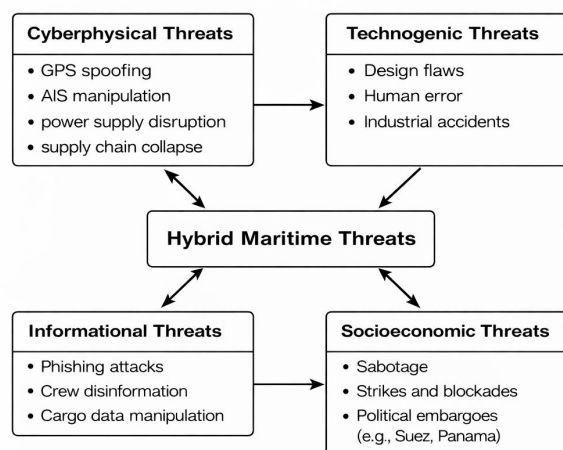 Cyberphysical Threats
• GPS spoofing
• AIS manipulation
• power supply disruption
• supply chain collapse
Technogenic Threats
• Design flaws
• Human error
• Industrial accidents
Hybrid Maritime Threats
Informational Threats
• Phishing attacks
• Crew disinformation
• Cargo data manipulation
Socioeconomic Threats
• Sabotage
• Strikes and blockades
• Political embargoes
(e.g., Suez, Panama)